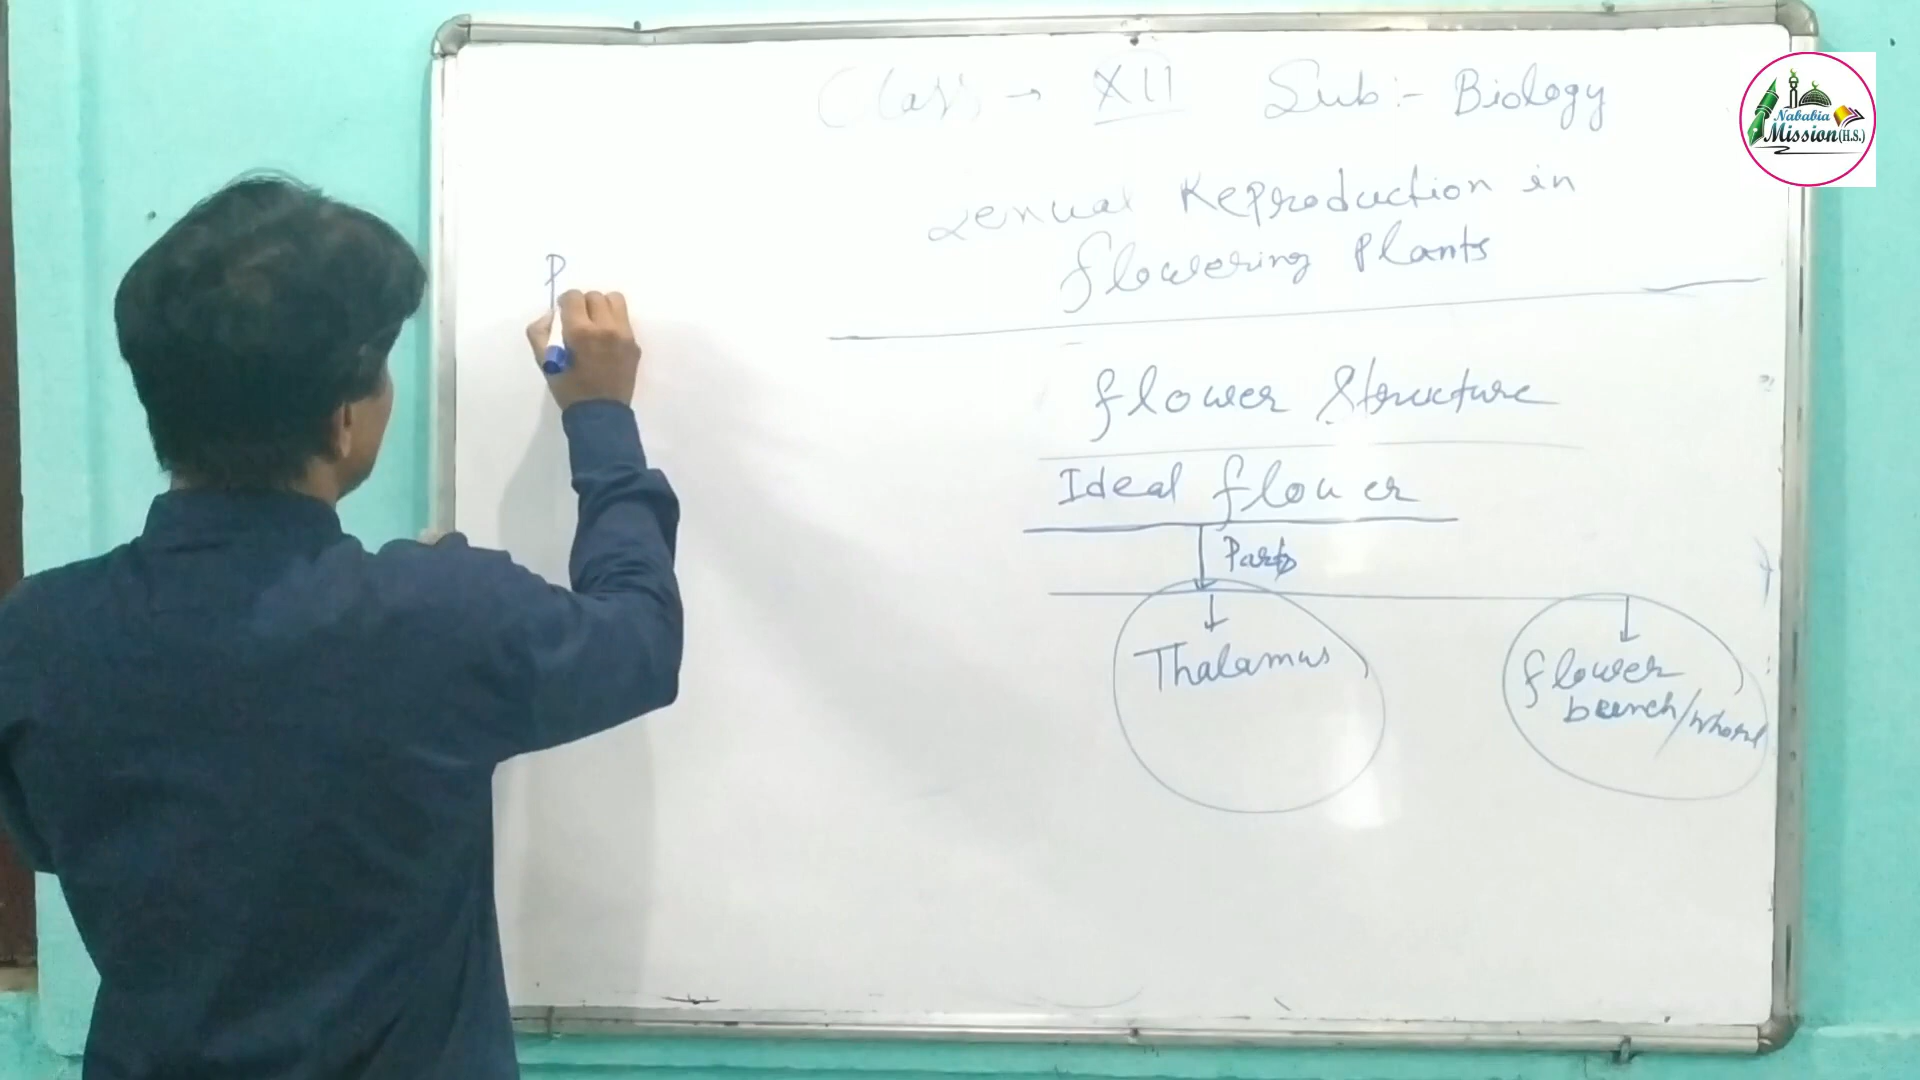 Class → XII Sub:- Biology
Nababia
Mission (H.S.)
Sexual Reproduction in
flowering Plants
P
flower Structure
Ideal flower
Parts
Thalamus
flower
bunch/whorl